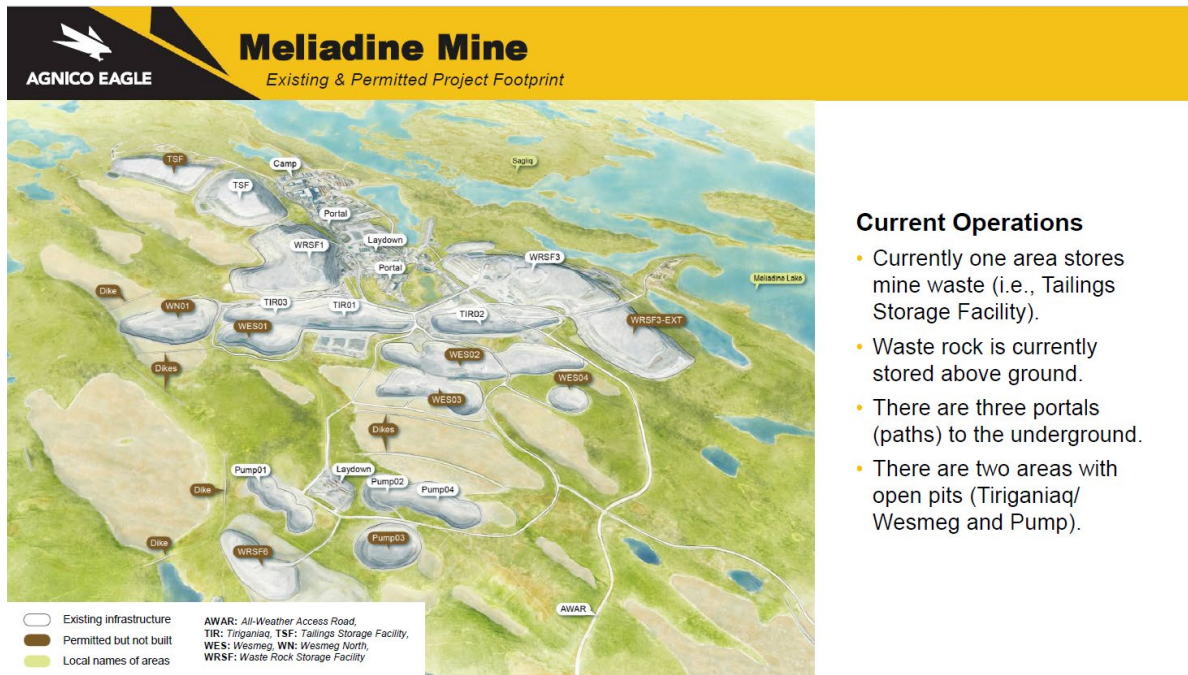 AGNICO EAGLE
Meliadine Mine
Existing & Permitted Project Footprint
TSF
Camp
Sagliq
TSF
Portal
Laydown
WRSF1
WRSF3
Portal
Meliadine Lake
Dike
WN01
TIR03
TIR01
TIR02
WRSF3-EXT
WES01
WES02
Dikes
WES04
WES03
Dikes
Pump01
Laydown
Dike
Pump02
Pump04
Dike
WRSF6
Pump03
AWAR
Existing infrastructure
Permitted but not built
Local names of areas
AWAR: All-Weather Access Road,
TIR: Tiriganiaq, TSF: Tailings Storage Facility,
WES: Wesmeg, WN: Wesmeg North,
WRSF: Waste Rock Storage Facility
Current Operations
• Currently one area stores
mine waste (i.e., Tailings
Storage Facility).
• Waste rock is currently
stored above ground.
• There are three portals
(paths) to the underground.
• There are two areas with
open pits (Tiriganiaq/
Wesmeg and Pump).